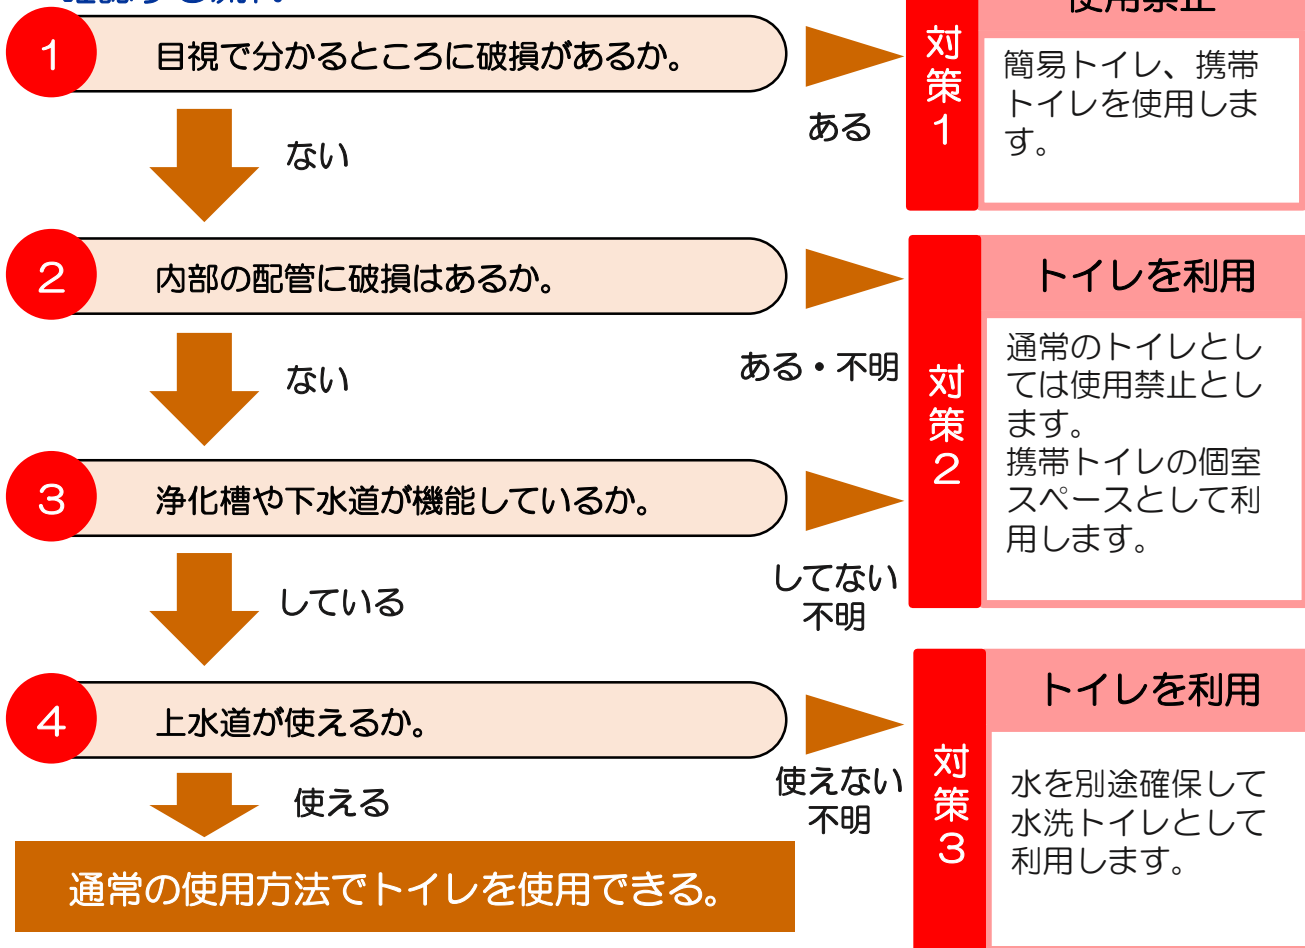 1
目視で分かるところに破損があるか。
ある
ない
対策1
使用禁止
簡易トイレ、携帯
トイレを使用しま
す。
2
内部の配管に破損はあるか。
ある・不明
ない
3
浄化槽や下水道が機能しているか。
してない
不明
している
対策2
トイレを利用
通常のトイレとし
ては使用禁止とし
ます。
携帯トイレの個室
スペースとして利
用します。
4
上水道が使えるか。
使えない
不明
使える
対策3
トイレを利用
水を別途確保して
水洗トイレとして
利用します。
通常の使用方法でトイレを使用できる。